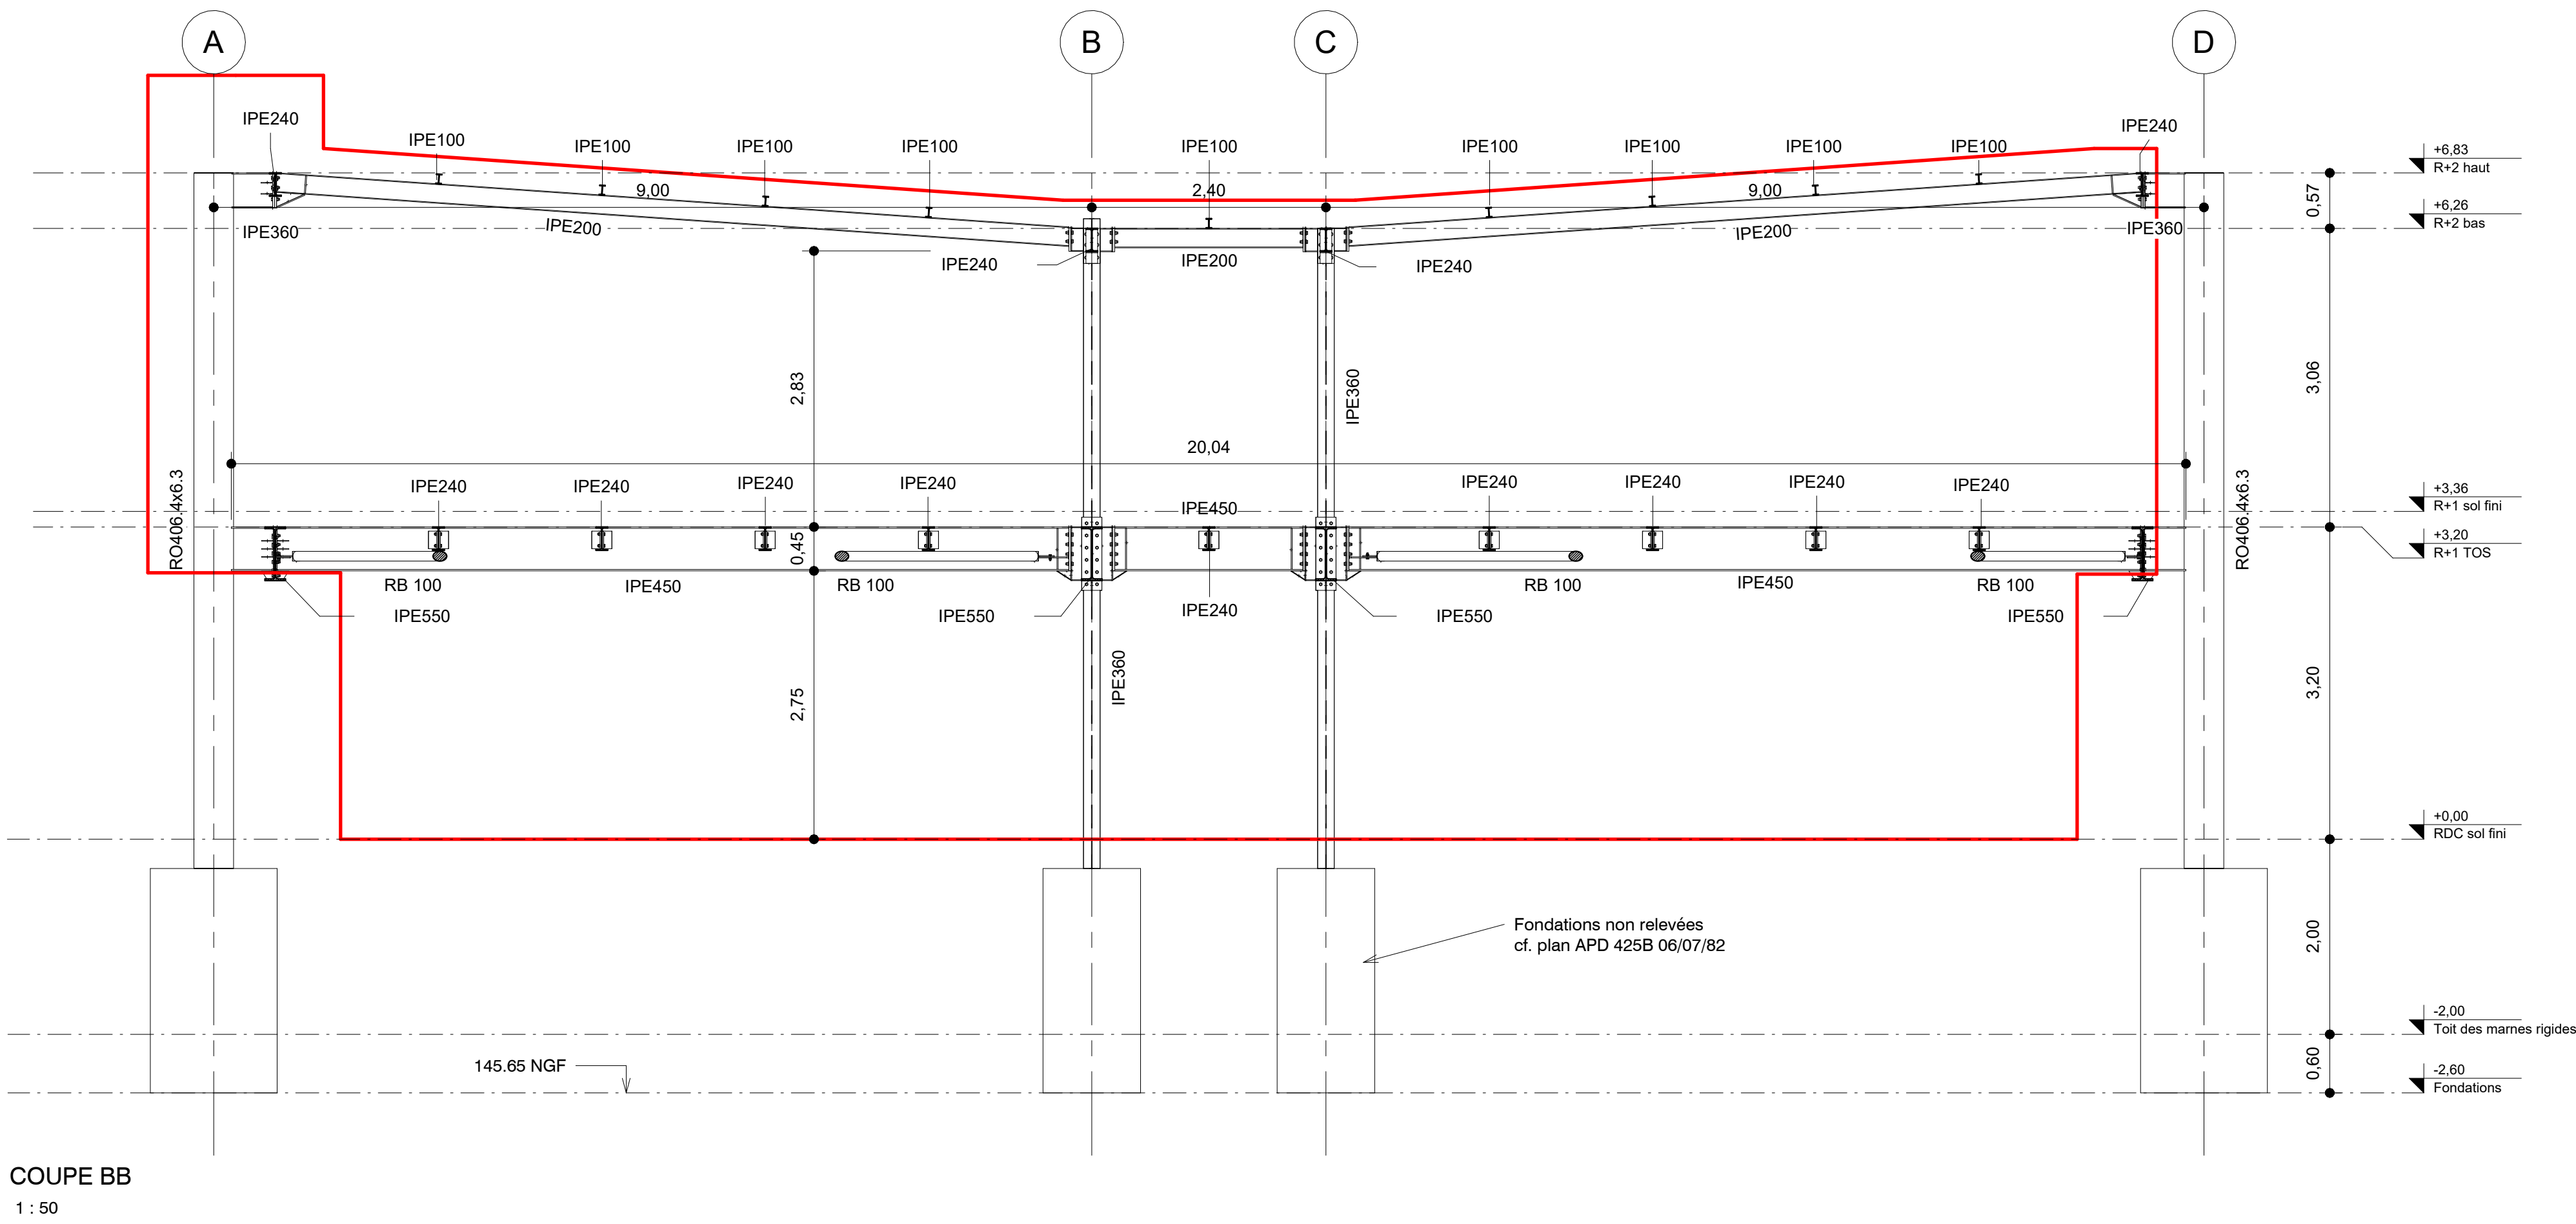 A
B
C
D
IPE240
IPE100
IPE100
IPE100
IPE100
IPE100
IPE100
IPE100
IPE100
IPE100
IPE240
+6,83
R+2 haut
9,00
2,40
9,00
0,57
+6,26
R+2 bas
IPE360
IPE200
IPE200
IPE360
IPE240
IPE200
IPE240
2,83
IPE360
3,06
20,04
RO406.4x6.3
RO406.4x6.3
IPE240
IPE240
IPE240
IPE240
IPE240
IPE240
IPE240
IPE240
+3,36
R+1 sol fini
IPE450
0,45
+3,20
R+1 TOS
RB 100
IPE450
RB 100
RB 100
IPE450
RB 100
IPE550
IPE550
IPE240
IPE550
IPE550
2,75
IPE360
3,20
+0,00
RDC sol fini
Fondations non relevées
cf. plan APD 425B 06/07/82
2,00
-2,00
Toit des marnes rigides
145.65 NGF
0,60
-2,60
Fondations
COUPE BB
1 : 50